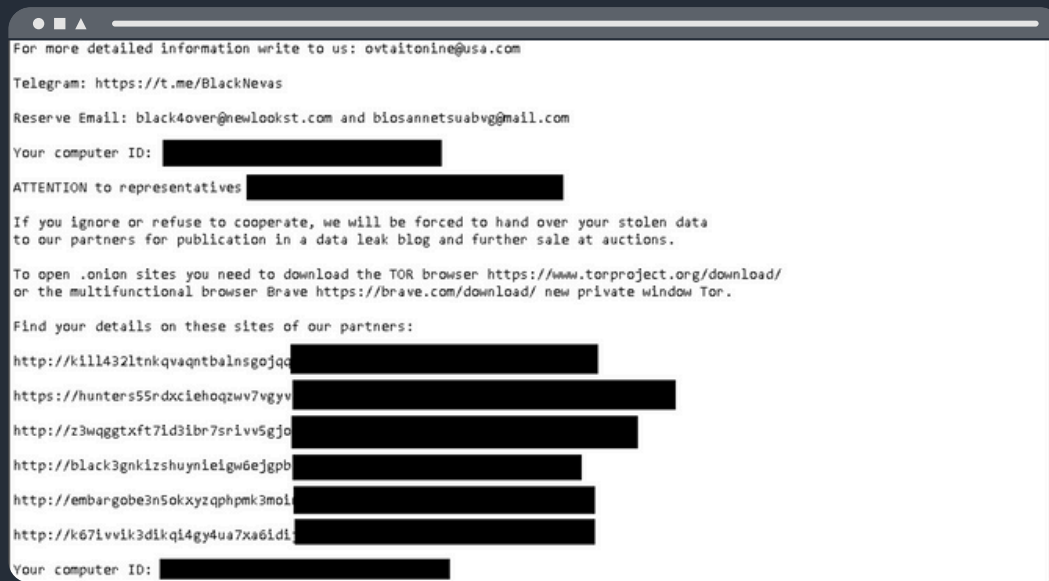 For more detailed information write to us: ovtaitonine@usa.com
Telegram: https://t.me/BlackNevas
Reserve Email: black4over@newlookst.com and biosannetsuabvg@mail.com
Your computer ID:
ATTENTION to representatives
If you ignore or refuse to cooperate, we will be forced to hand over your stolen data
to our partners for publication in a data leak blog and further sale at auctions.
To open .onion sites you need to download the TOR browser https://www.torproject.org/download/
or the multifunctional browser Brave https://brave.com/download/ new private window Tor.
Find your details on these sites of our partners:
http://kill432ltnkqvaqntbalnsgojqq
https://hunters55rdxciehoqzwv7vgyv
http://z3wqggtxft7id3ibr7srivv5gjo
http://black3gnkizshuynieigw6ejgpb
http://embargobe3n5okxyzqphpmk3moi
http://k67ivvik3dikqi4gy4ua7xa6idi
Your computer ID: